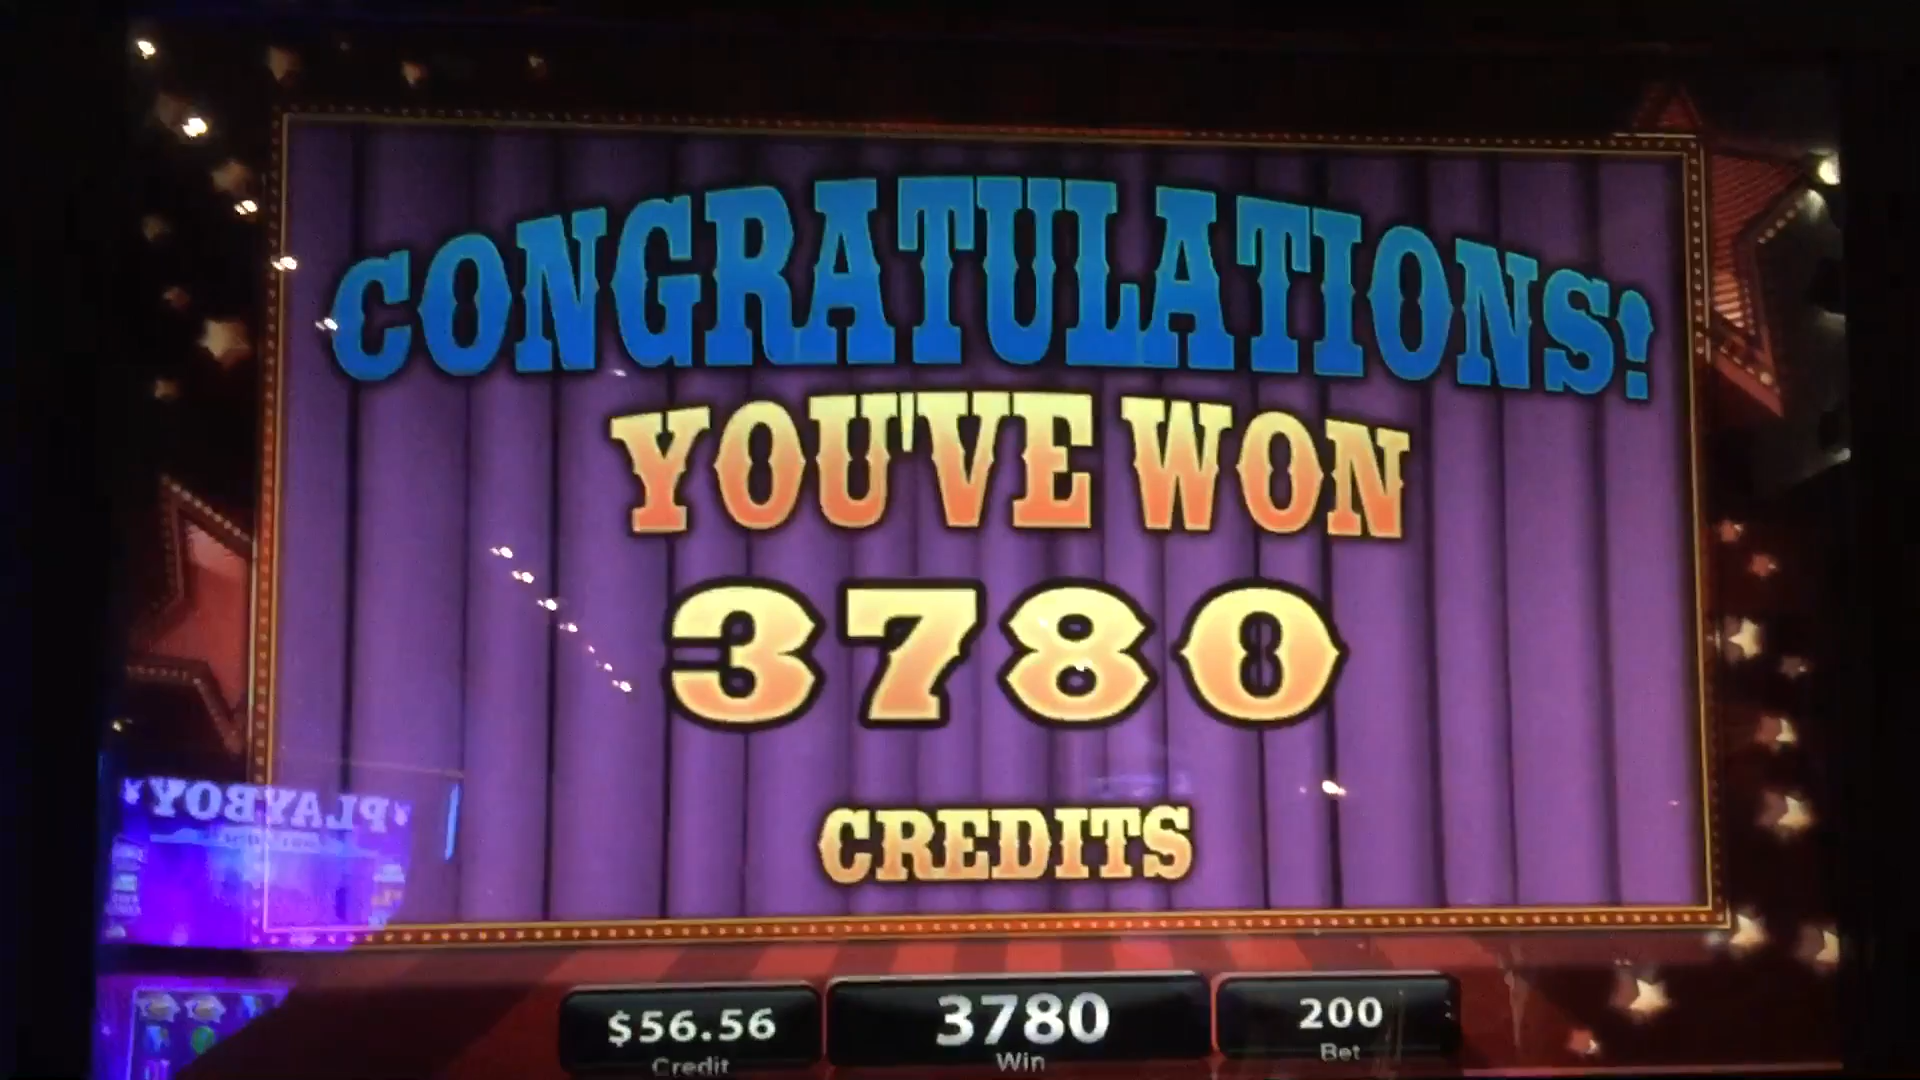 CONGRATULATIONS!
YOU'VE WON
3780
CREDITS
PLAYBOY
$56.56 3780 200
Credit Win Bet